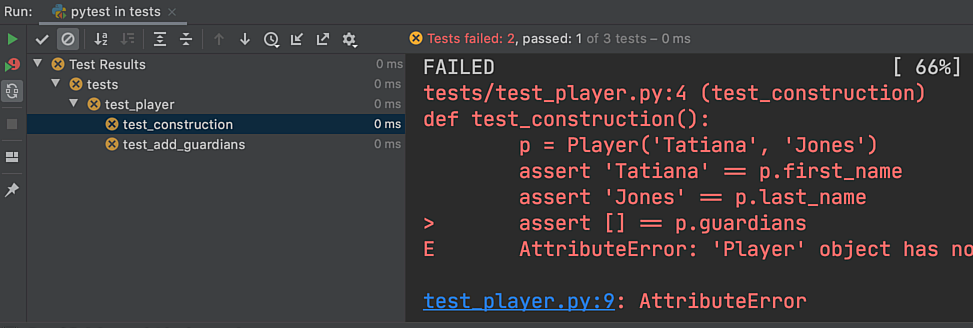 Run: pytest in tests
Tests failed: 2, passed: 1 of 3 tests – 0 ms
Test Results 0 ms
tests 0 ms
test_player 0 ms
test_construction 0 ms
test_add_guardians 0 ms
FAILED [ 66%]
tests/test_player.py:4 (test_construction)
def test_construction():
p = Player('Tatiana', 'Jones')
assert 'Tatiana' == p.first_name
assert 'Jones' == p.last_name
> assert [] == p.guardians
E AttributeError: 'Player' object has no
test_player.py:9: AttributeError